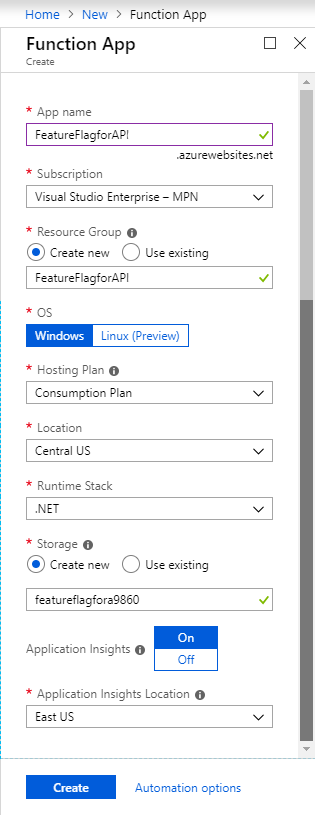 Home > New > Function App
Function App
Create
* App name
FeatureFlagforAPI
.azurewebsites.net
* Subscription
Visual Studio Enterprise – MPN
* Resource Group
Create new Use existing
FeatureFlagforAPI
* OS
Windows Linux (Preview)
* Hosting Plan
Consumption Plan
* Location
Central US
* Runtime Stack
.NET
* Storage
Create new Use existing
featureflagfora9860
On
Application Insights
Off
* Application Insights Location
East US
Create Automation options